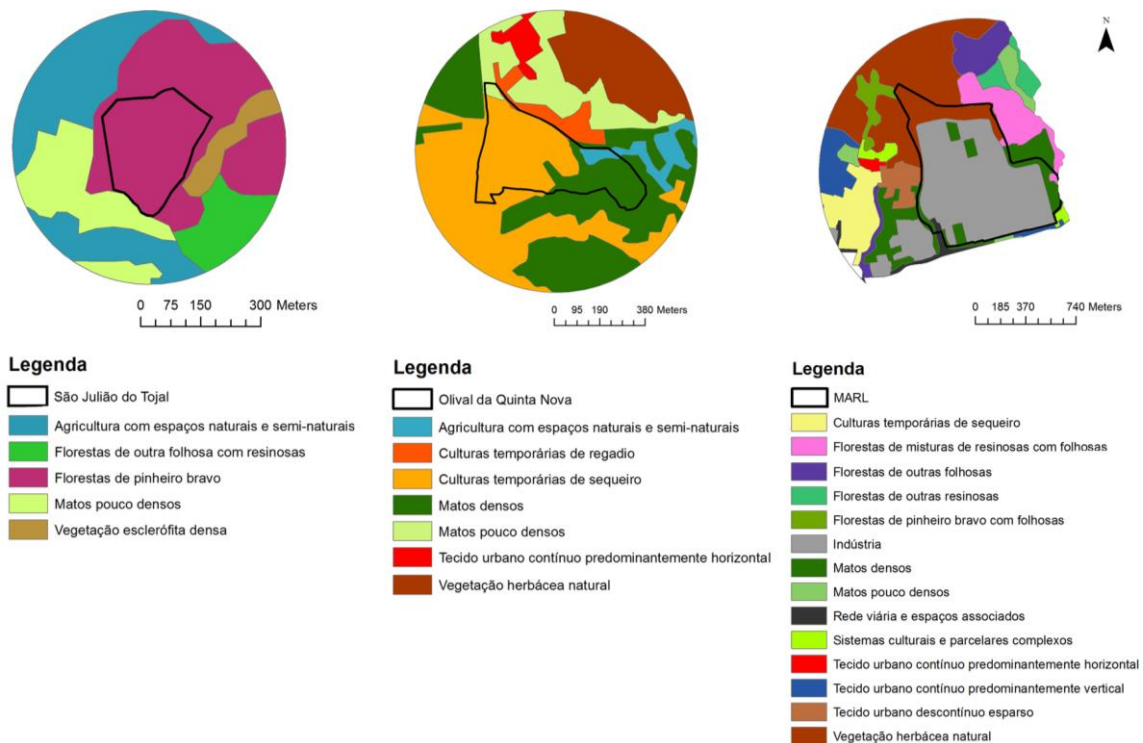 N
0 75 150 300 Meters
0 95 190 380 Meters
0 185 370 740 Meters
Legenda
São Julião do Tojal
Agricultura com espaços naturais e semi-naturais
Florestas de outra folhosa com resinosas
Florestas de pinheiro bravo
Matos pouco densos
Vegetação esclerófita densa
Legenda
Olival da Quinta Nova
Agricultura com espaços naturais e semi-naturais
Culturas temporárias de regadio
Culturas temporárias de sequeiro
Matos densos
Matos pouco densos
Tecido urbano contínuo predominantemente horizontal
Vegetação herbácea natural
Legenda
MARL
Culturas temporárias de sequeiro
Florestas de misturas de resinosas com folhosas
Florestas de outras folhosas
Florestas de outras resinosas
Florestas de pinheiro bravo com folhosas
Indústria
Matos densos
Matos pouco densos
Rede viária e espaços associados
Sistemas culturais e parcelares complexos
Tecido urbano contínuo predominantemente horizontal
Tecido urbano contínuo predominantemente vertical
Tecido urbano descontínuo esparso
Vegetação herbácea natural